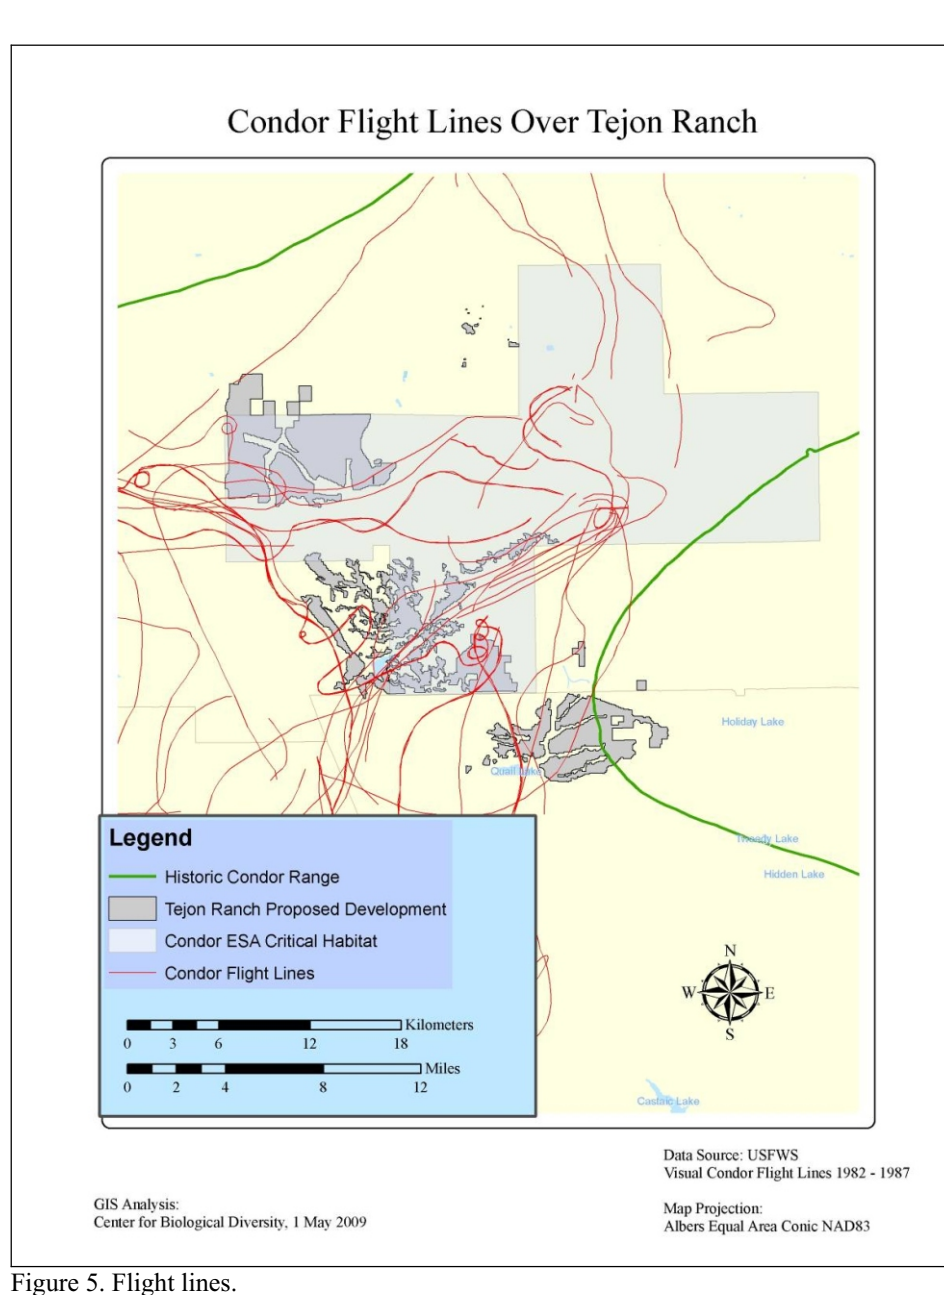 Condor Flight Lines Over Tejon Ranch
Holiday Lake
Quail Lake
Tweedy Lake
Hidden Lake
Legend
Historic Condor Range
Tejon Ranch Proposed Development
Condor ESA Critical Habitat
Condor Flight Lines
Kilometers
0 3 6 12 18
Miles
0 2 4 8 12
N
W E
S
Castaic Lake
Data Source: USFWS
Visual Condor Flight Lines 1982 - 1987
GIS Analysis:
Center for Biological Diversity, 1 May 2009
Map Projection:
Albers Equal Area Conic NAD83
Figure 5. Flight lines.